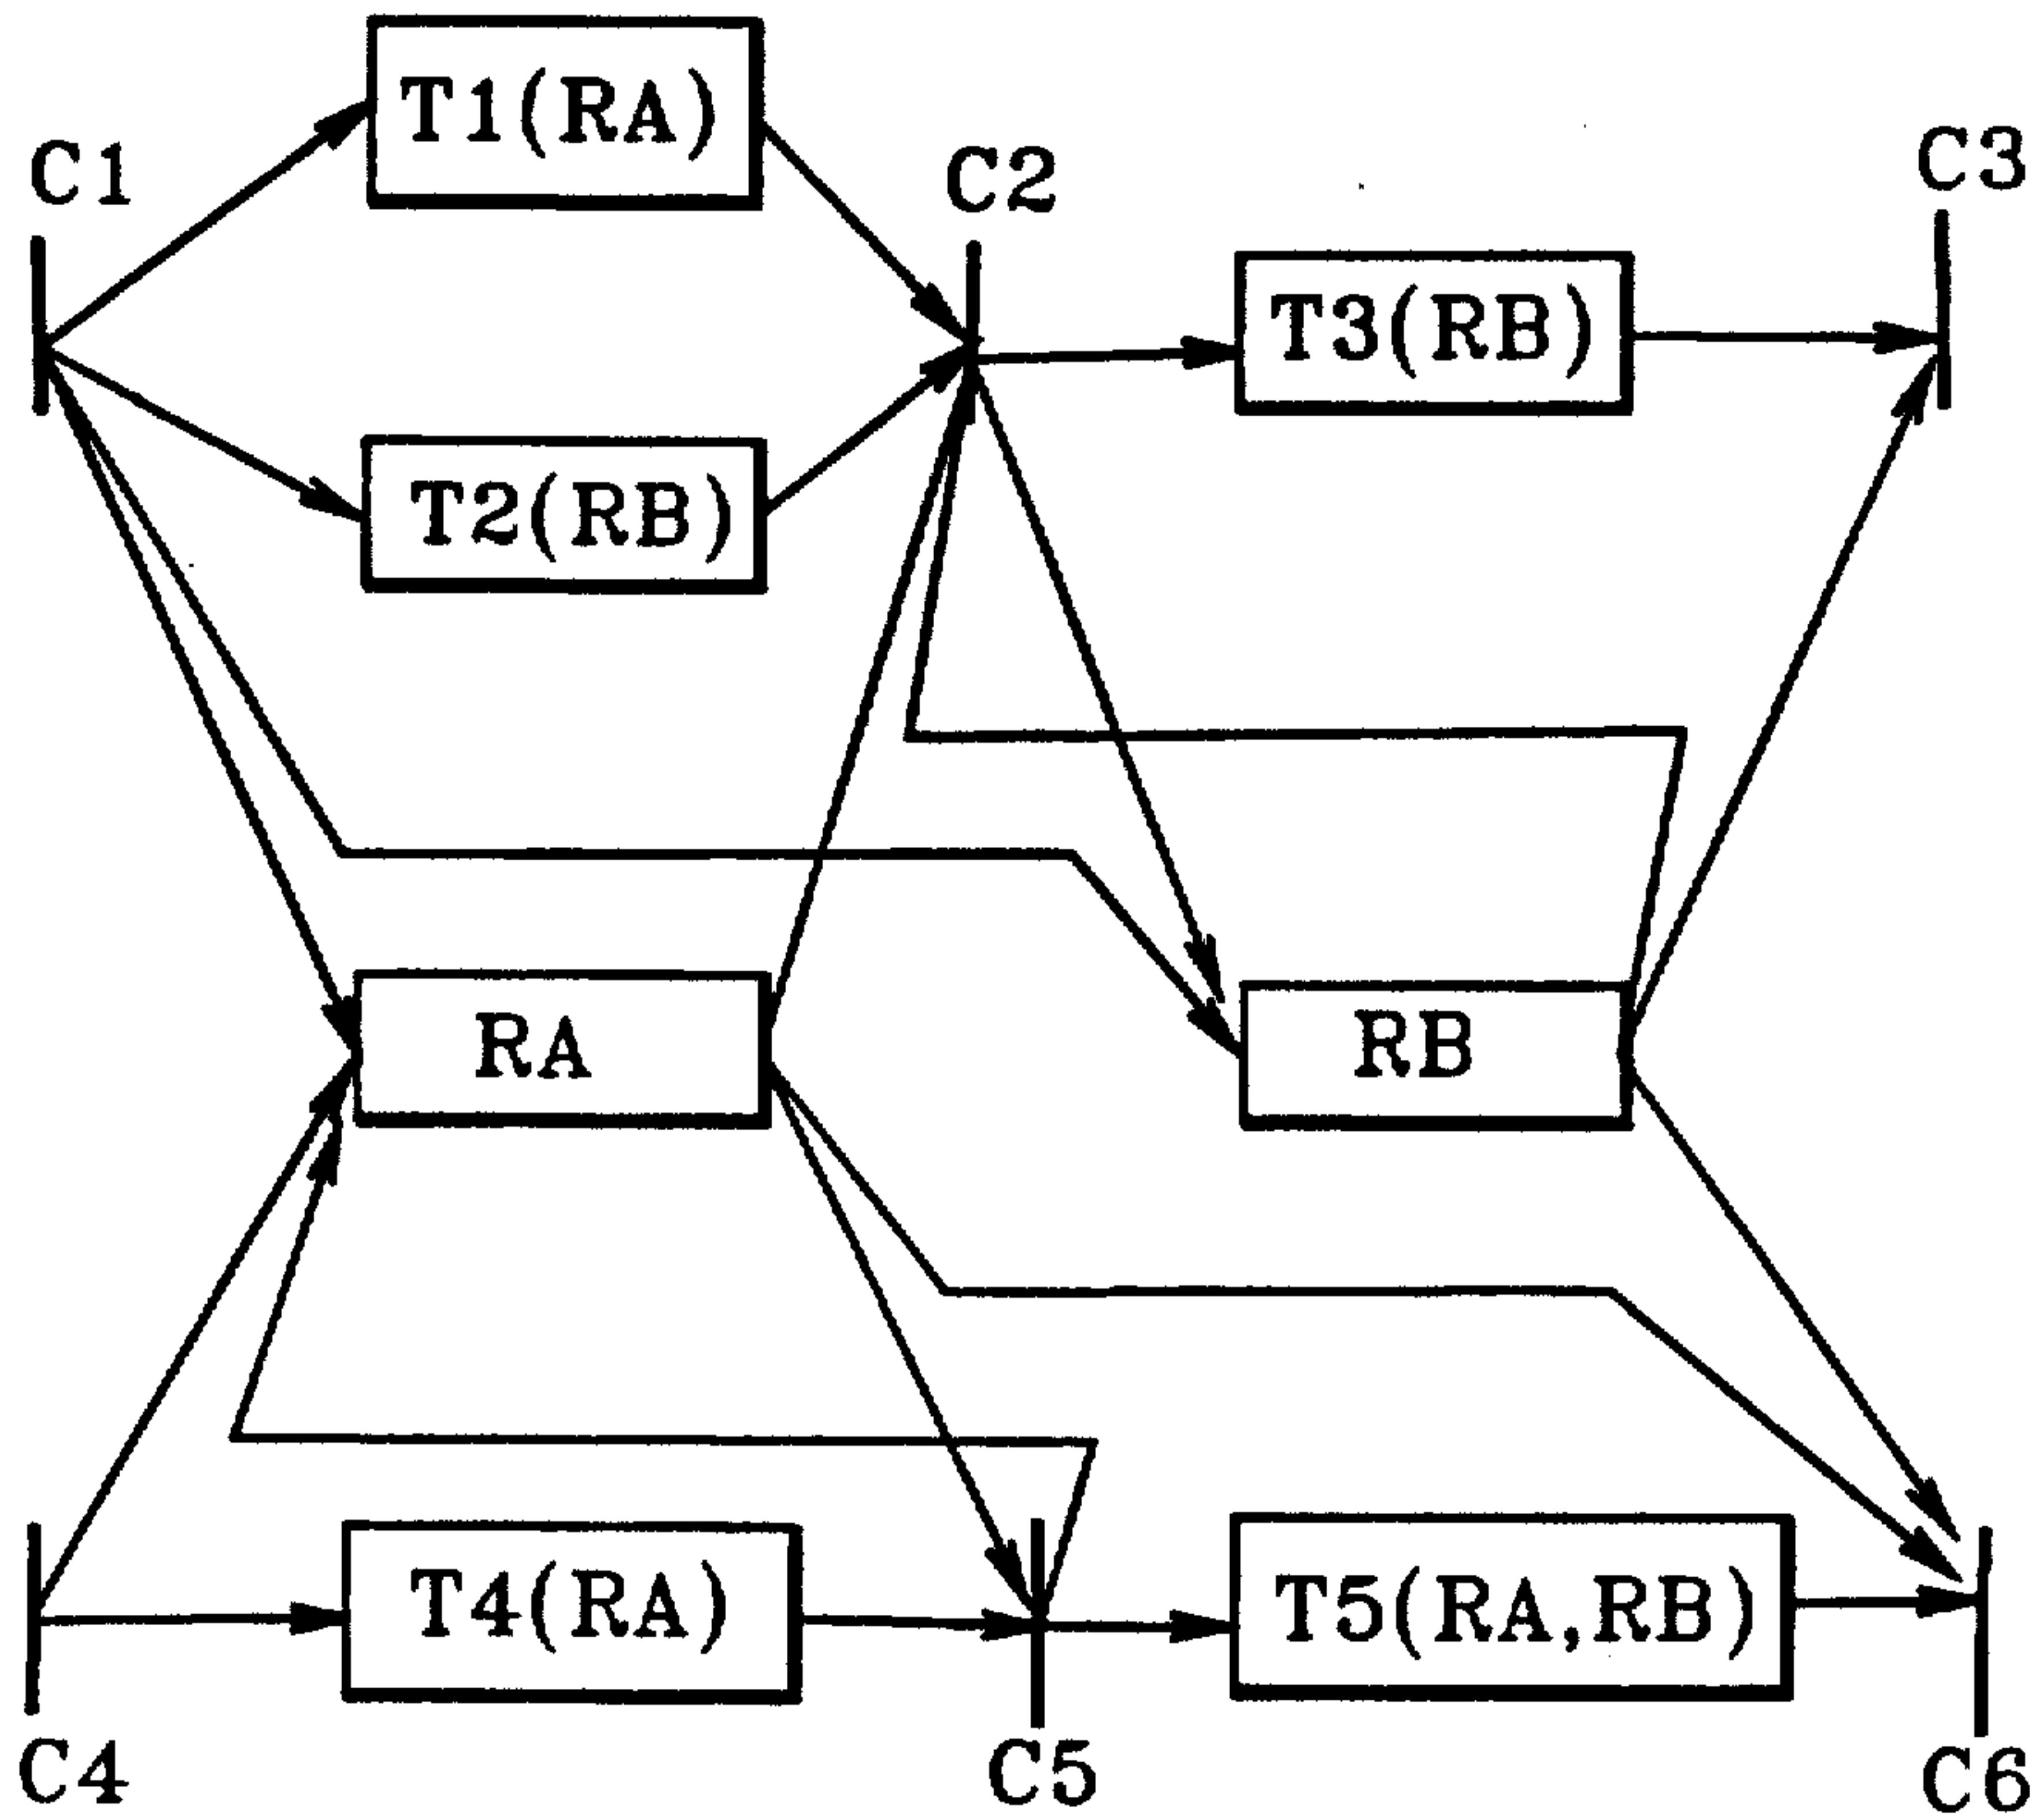 T1(RA)
C1
C2
C3
T3(RB)
T2(RB)
RA
RB
T4(RA)
T5(RA,RB)
C4
C5
C6